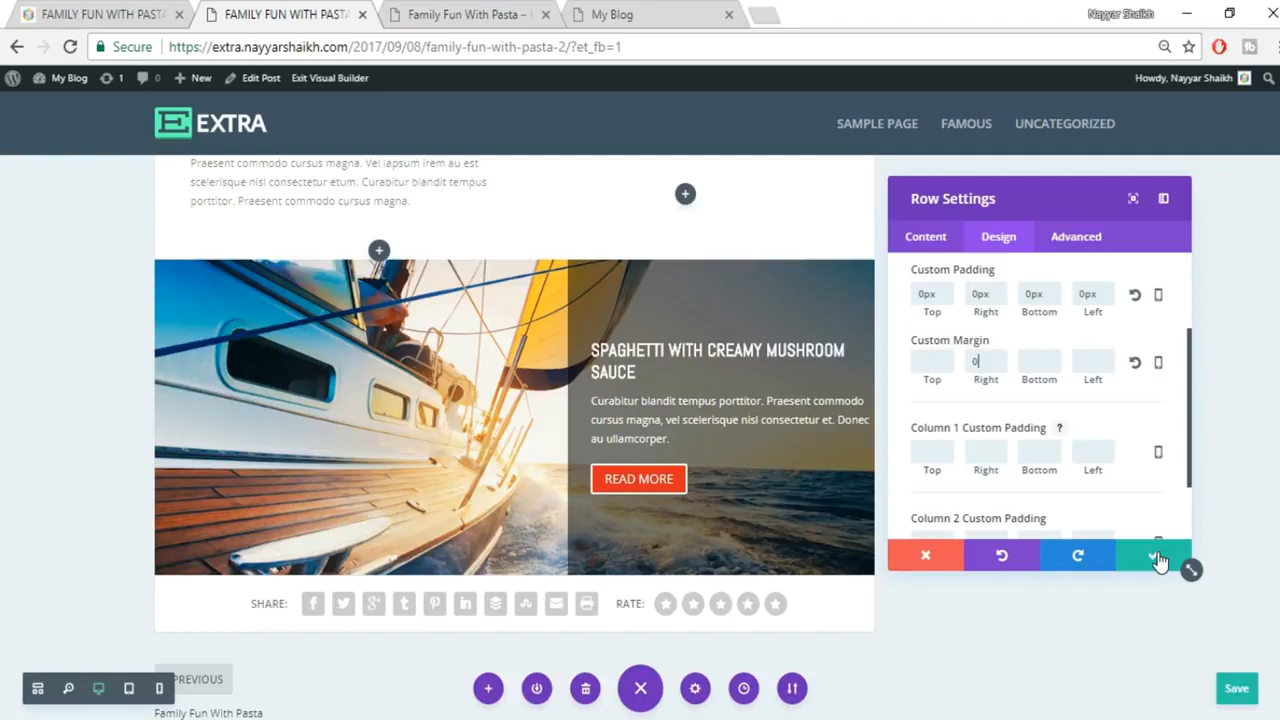 FAMILY FUN WITH PASTA
FAMILY FUN WITH PASTA
Family Fun With Pasta –
My Blog
Nayyar Shaikh
Secure
https://extra.nayyarshaikh.com/2017/09/08/family-fun-with-pasta-2/?et_fb=1
My Blog
1
New
Edit Post
Exit Visual Builder
Howdy, Nayyar Shaikh
E EXTRA
SAMPLE PAGE
FAMOUS
UNCATEGORIZED
Praesent commodo cursus magna. Vel lapsum irem au est
scelerisque nisl consectetur etum. Curabitur blandit tempus
porttitor. Praesent commodo cursus magna.
SPAGHETTI WITH CREAMY MUSHROOM
SAUCE
Curabitur blandit tempus porttitor. Praesent commodo
cursus magna, vel scelerisque nisl consectetur et. Donec
au ullamcorper.
READ MORE
Row Settings
Content
Design
Advanced
Custom Padding
0px 0px 0px 0px
Top Right Bottom Left
Custom Margin
0
Top Right Bottom Left
Column 1 Custom Padding ?
Top Right Bottom Left
Column 2 Custom Padding
SHARE:
RATE:
PREVIOUS
Family Fun With Pasta
Save